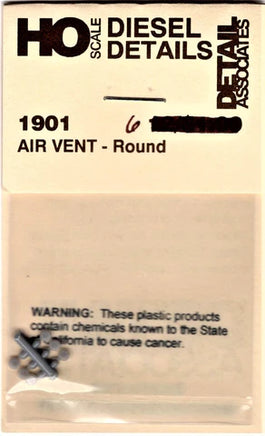 HO SCALE DIESEL
DETAILS
DETAIL
ASSOCIATES
1901 6
AIR VENT - Round
WARNING: These plastic products
contain chemicals known to the State
to cause cancer.